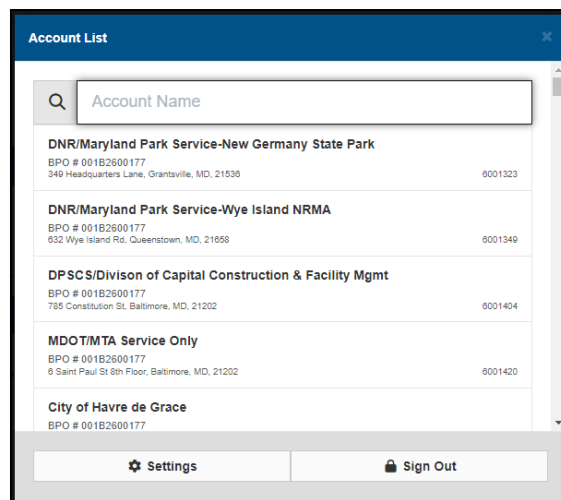 Account List
×
Account Name
DNR/Maryland Park Service-New Germany State Park
BPO # 001B2600177
349 Headquarters Lane, Grantsville, MD, 21536 6001323
DNR/Maryland Park Service-Wye Island NRMA
BPO # 001B2600177
632 Wye Island Rd, Queenstown, MD, 21658 6001349
DPSCS/Divison of Capital Construction & Facility Mgmt
BPO # 001B2600177
785 Constitution St, Baltimore, MD, 21202 6001404
MDOT/MTA Service Only
BPO # 001B2600177
6 Saint Paul St 8th Floor, Baltimore, MD, 21202 6001420
City of Havre de Grace
BPO # 001B2600177
Settings Sign Out